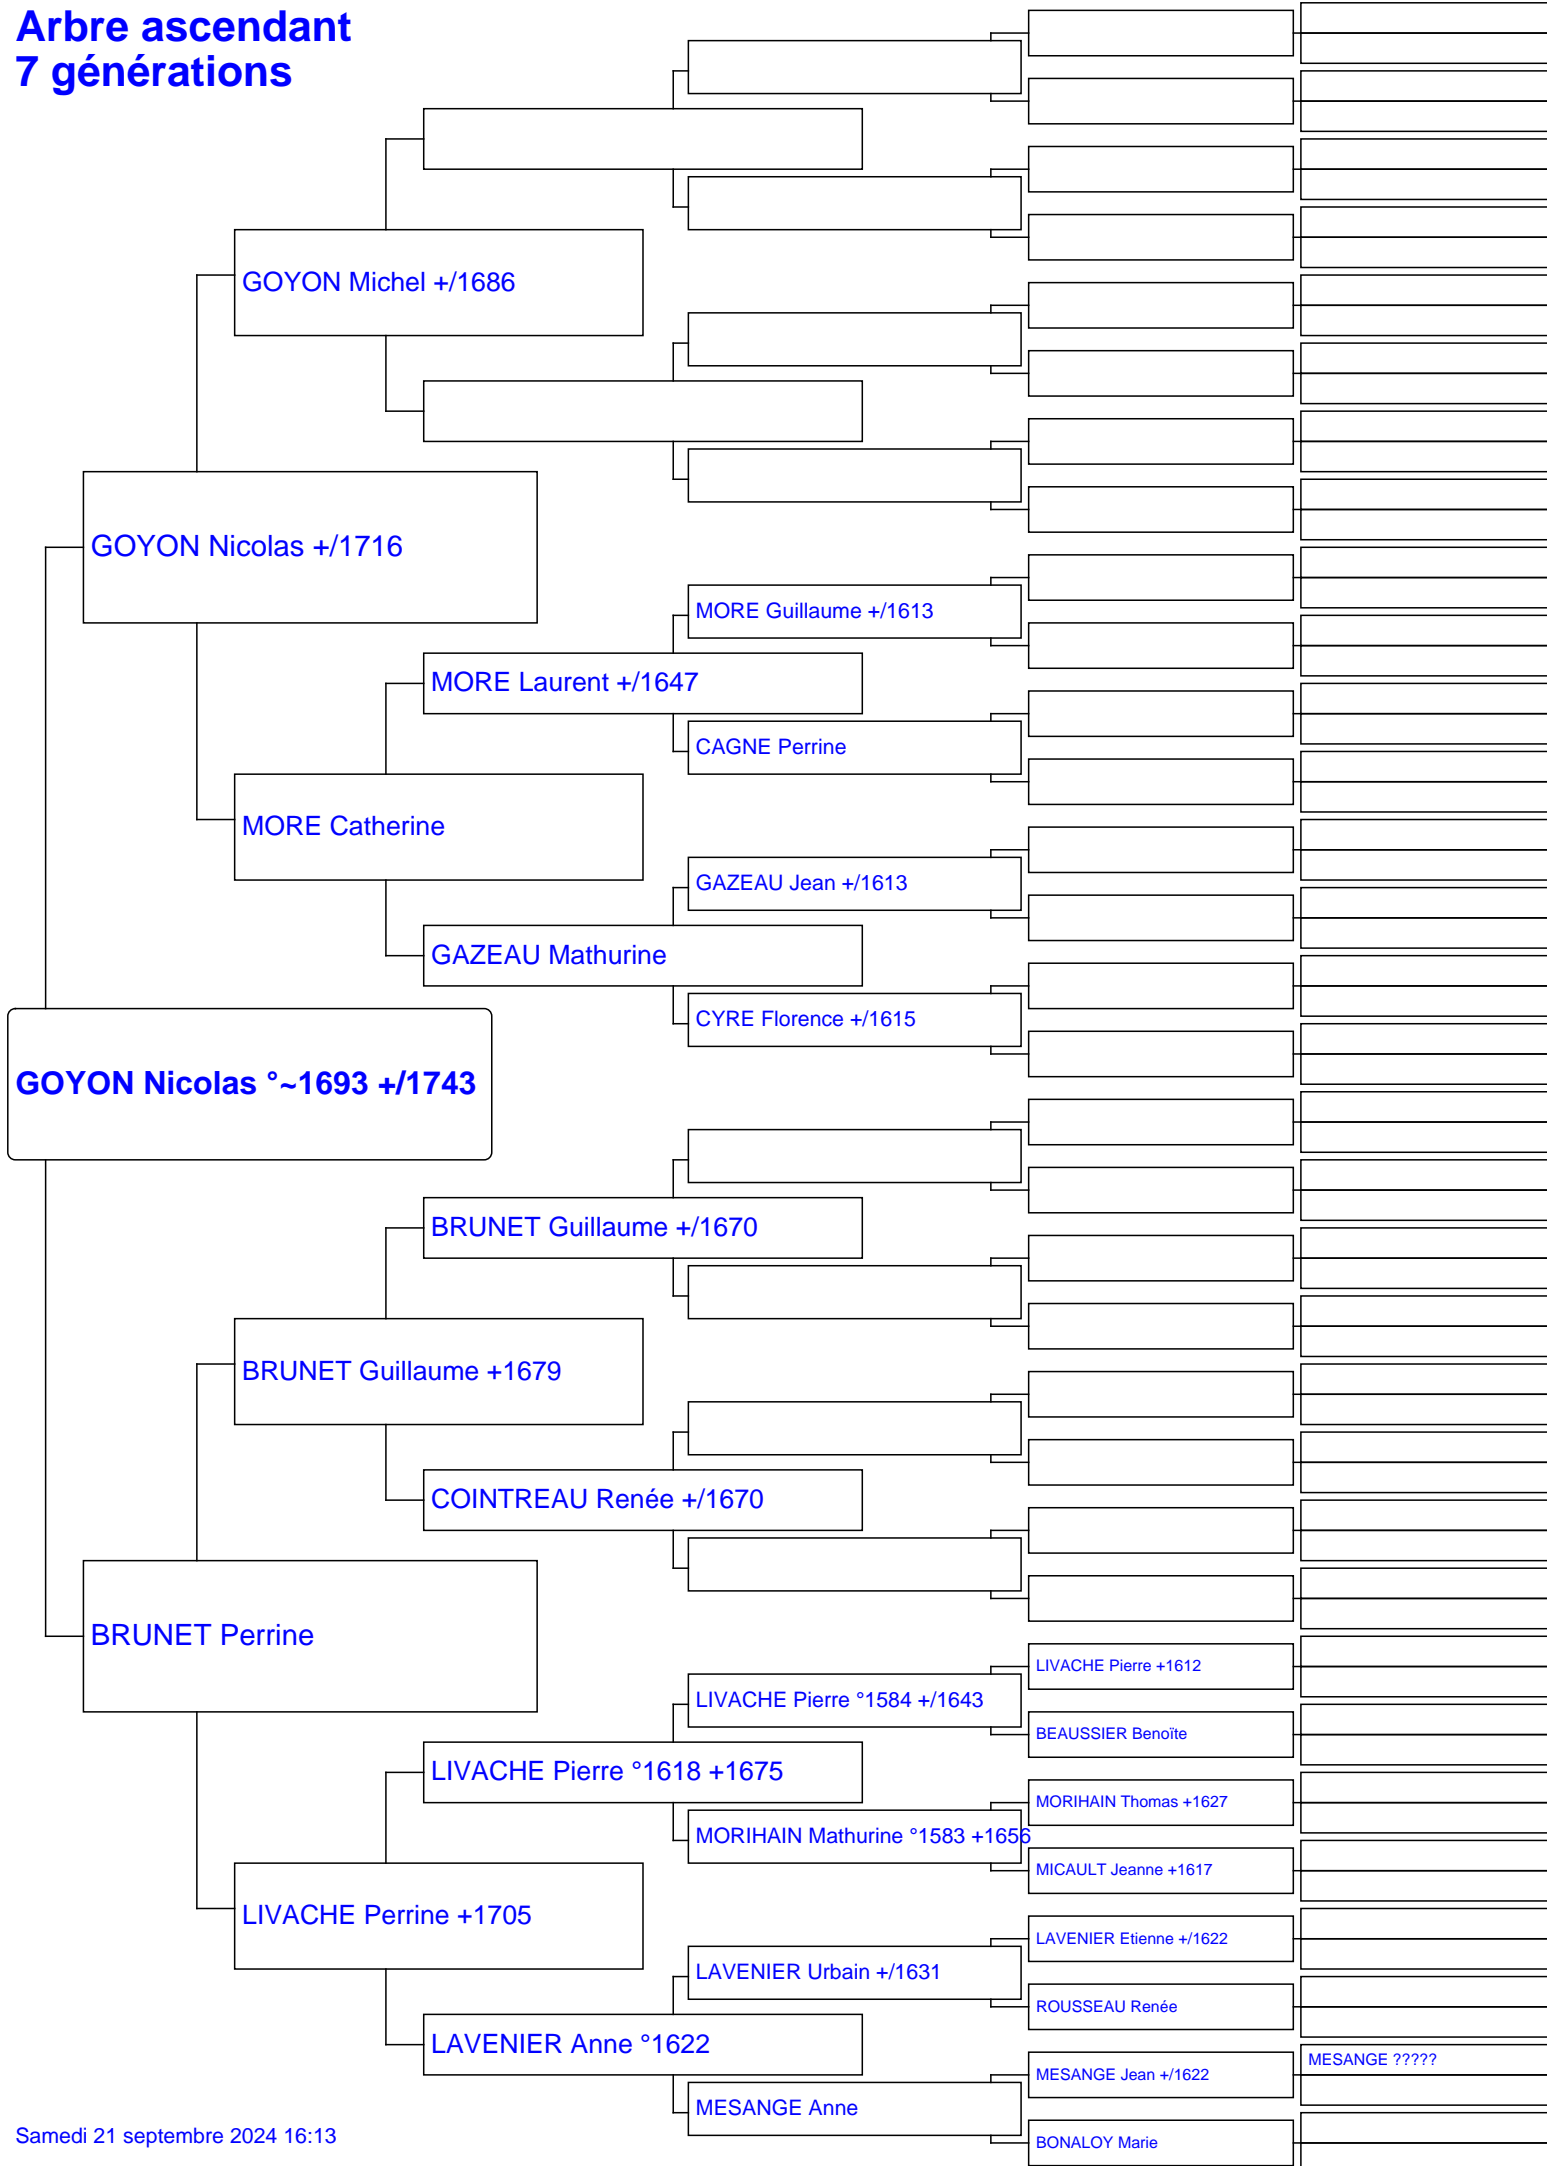 Arbre ascendant
7 générations
GOYON Michel +/1686
GOYON Nicolas +/1716
MORE Guillaume +/1613
MORE Laurent +/1647
CAGNE Perrine
MORE Catherine
GAZEAU Jean +/1613
GAZEAU Mathurine
CYRE Florence +/1615
GOYON Nicolas °~1693 +/1743
BRUNET Guillaume +/1670
BRUNET Guillaume +1679
COINTREAU Renée +/1670
BRUNET Perrine
LIVACHE Pierre +1612
LIVACHE Pierre °1584 +/1643
BEAUSSIER Benoïte
LIVACHE Pierre °1618 +1675
MORIHAIN Thomas +1627
MORIHAIN Mathurine °1583 +1656
MICAULT Jeanne +1617
LIVACHE Perrine +1705
LAVENIER Etienne +/1622
LAVENIER Urbain +/1631
ROUSSEAU Renée
LAVENIER Anne °1622
MESANGE ?????
MESANGE Jean +/1622
MESANGE Anne
BONALOY Marie
Samedi 21 septembre 2024 16:13